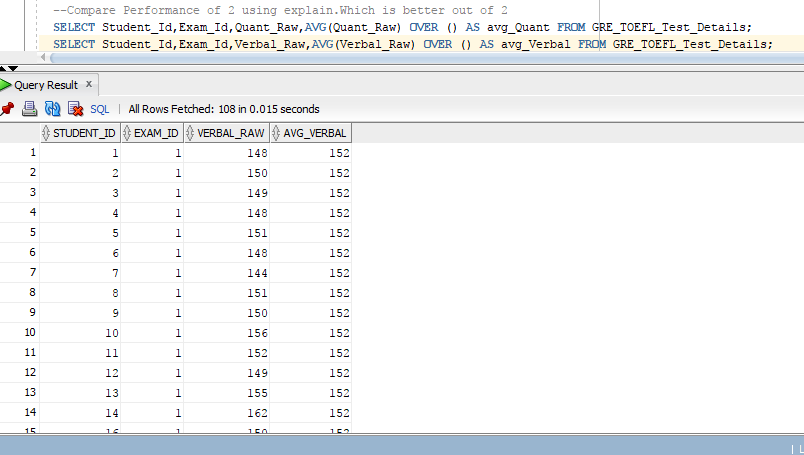 --Compare Performance of 2 using explain.Which is better out of 2
SELECT Student_Id,Exam_Id,Quant_Raw,AVG(Quant_Raw) OVER () AS avg_Quant FROM GRE_TOEFL_Test_Details;
SELECT Student_Id,Exam_Id,Verbal_Raw,AVG(Verbal_Raw) OVER () AS avg_Verbal FROM GRE_TOEFL_Test_Details;
Query Result x
SQL | All Rows Fetched: 108 in 0.015 seconds
STUDENT_ID EXAM_ID VERBAL_RAW AVG_VERBAL
1 1 1 148 152
2 2 1 150 152
3 3 1 149 152
4 4 1 148 152
5 5 1 151 152
6 6 1 148 152
7 7 1 144 152
8 8 1 151 152
9 9 1 150 152
10 10 1 156 152
11 11 1 152 152
12 12 1 149 152
13 13 1 155 152
14 14 1 162 152
15 1 152